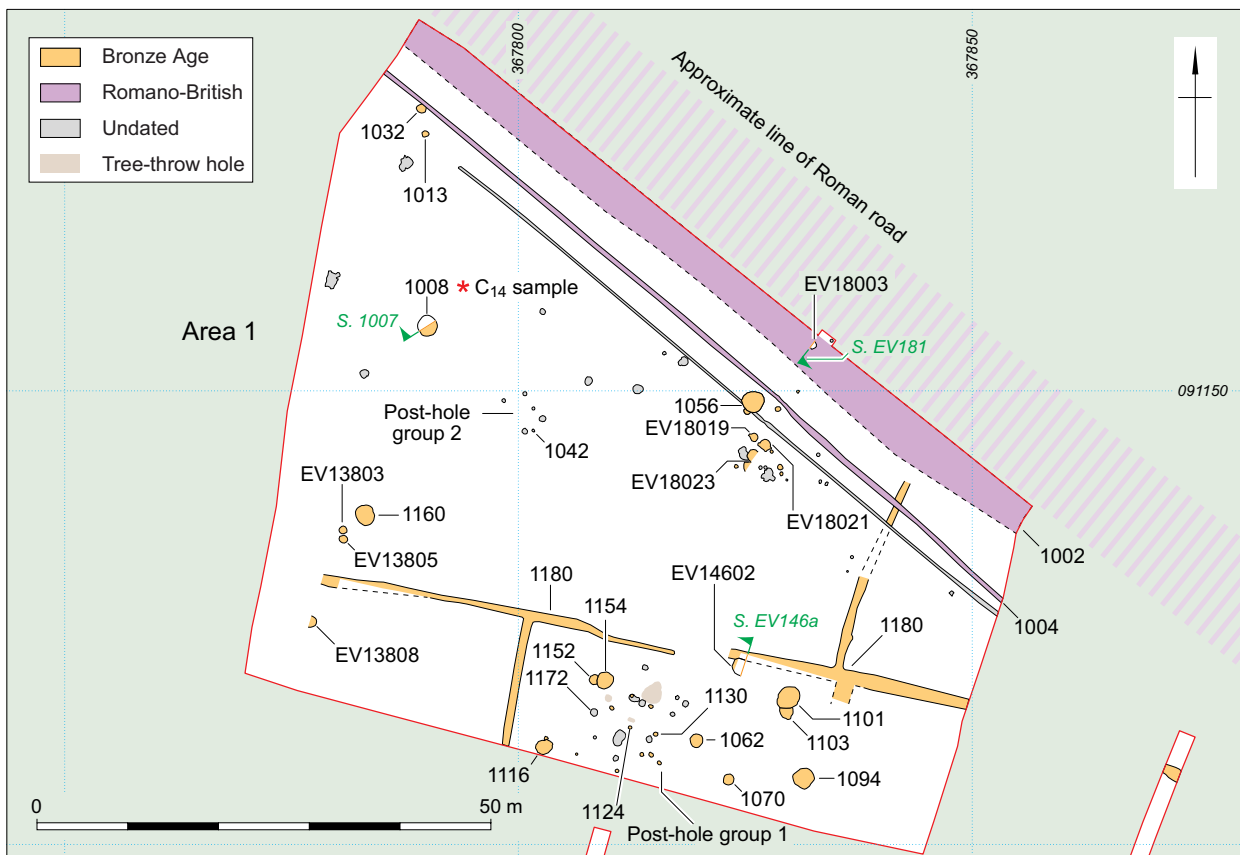 Bronze Age
Romano-British
Undated
Tree-throw hole
367800
367850
Approximate line of Roman road
1032
1013
1008 * C14 sample
S. 1007
Area 1
EV18003
S. EV181
091150
1056
Post-hole
group 2
1042
EV18019
EV18023
EV18021
EV13803
1160
EV13805
1002
1180
EV14602
1154
S. EV146a
1180
1004
EV13808
1152
1172
1130
1101
1103
1062
1116
1094
1070
1124
Post-hole group 1
0
50 m